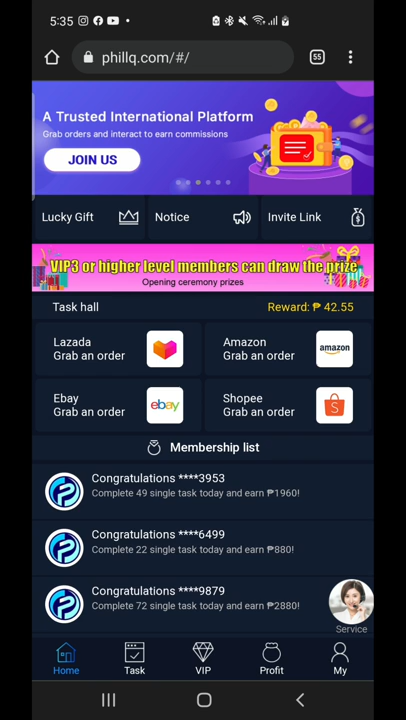 5:35
phillq.com/#/
55
A Trusted International Platform
Grab orders and interact to earn commissions
JOIN US
Lucky Gift
Notice
Invite Link
VIP3 or higher level members can draw the prize
Opening ceremony prizes
Task hall
Reward: ₱ 42.55
Lazada
Grab an order
Amazon
Grab an order
amazon
Ebay
Grab an order
ebay
Shopee
Grab an order
Membership list
Congratulations ****3953
Complete 49 single task today and earn ₱1960!
Congratulations ****6499
Complete 22 single task today and earn ₱880!
Congratulations ****9879
Complete 72 single task today and earn ₱2880!
Service
Home
Task
VIP
Profit
My